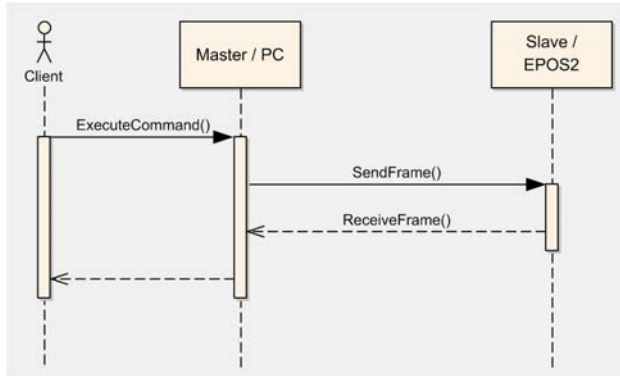 Client
Master / PC
Slave /
EPOS2
ExecuteCommand()
SendFrame()
ReceiveFrame()